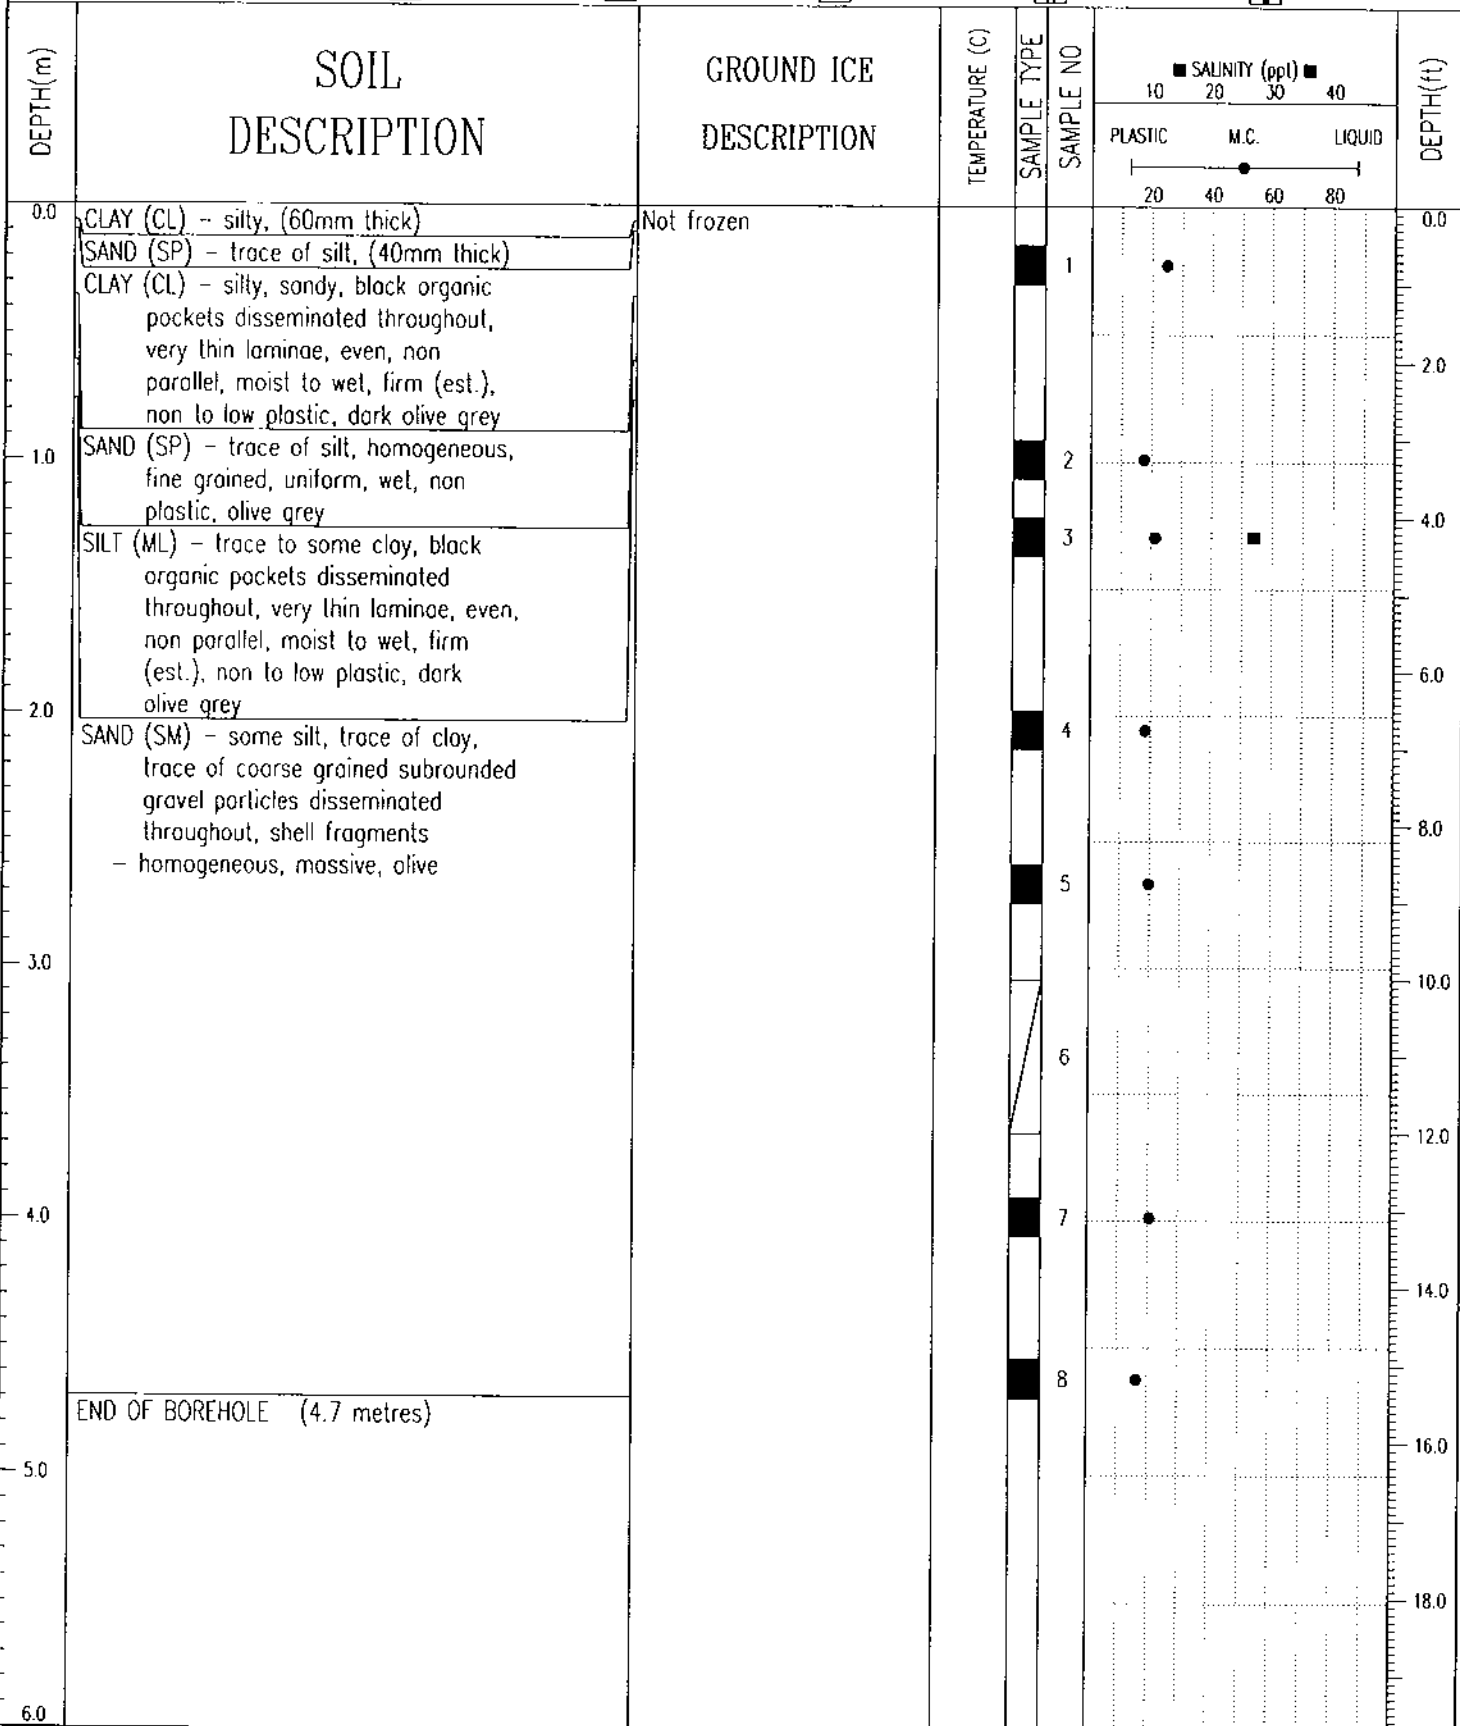 DEPTH(m)
SOIL
DESCRIPTION
GROUND ICE
DESCRIPTION
TEMPERATURE (C)
SAMPLE TYPE
SAMPLE NO
■ SALINITY (ppt) ■
10 20 30 40
PLASTIC M.C. LIQUID
20 40 60 80
DEPTH(ft)
0.0
CLAY (CL) – silty, (60mm thick)
SAND (SP) – trace of silt, (40mm thick)
CLAY (CL) – silty, sandy, black organic
pockets disseminated throughout,
very thin laminae, even, non
parallel, moist to wet, firm (est.),
non to low plastic, dark olive grey
1.0
SAND (SP) – trace of silt, homogeneous,
fine grained, uniform, wet, non
plastic, olive grey
SILT (ML) – trace to some clay, black
organic pockets disseminated
throughout, very thin laminae, even,
non parallel, moist to wet, firm
(est.), non to low plastic, dark
olive grey
2.0
SAND (SM) – some silt, trace of clay,
trace of coarse grained subrounded
gravel particles disseminated
throughout, shell fragments
– homogeneous, massive, olive
3.0
4.0
END OF BOREHOLE (4.7 metres)
5.0
6.0
Not frozen
1
2
3
4
5
6
7
8
0.0
2.0
4.0
6.0
8.0
10.0
12.0
14.0
16.0
18.0